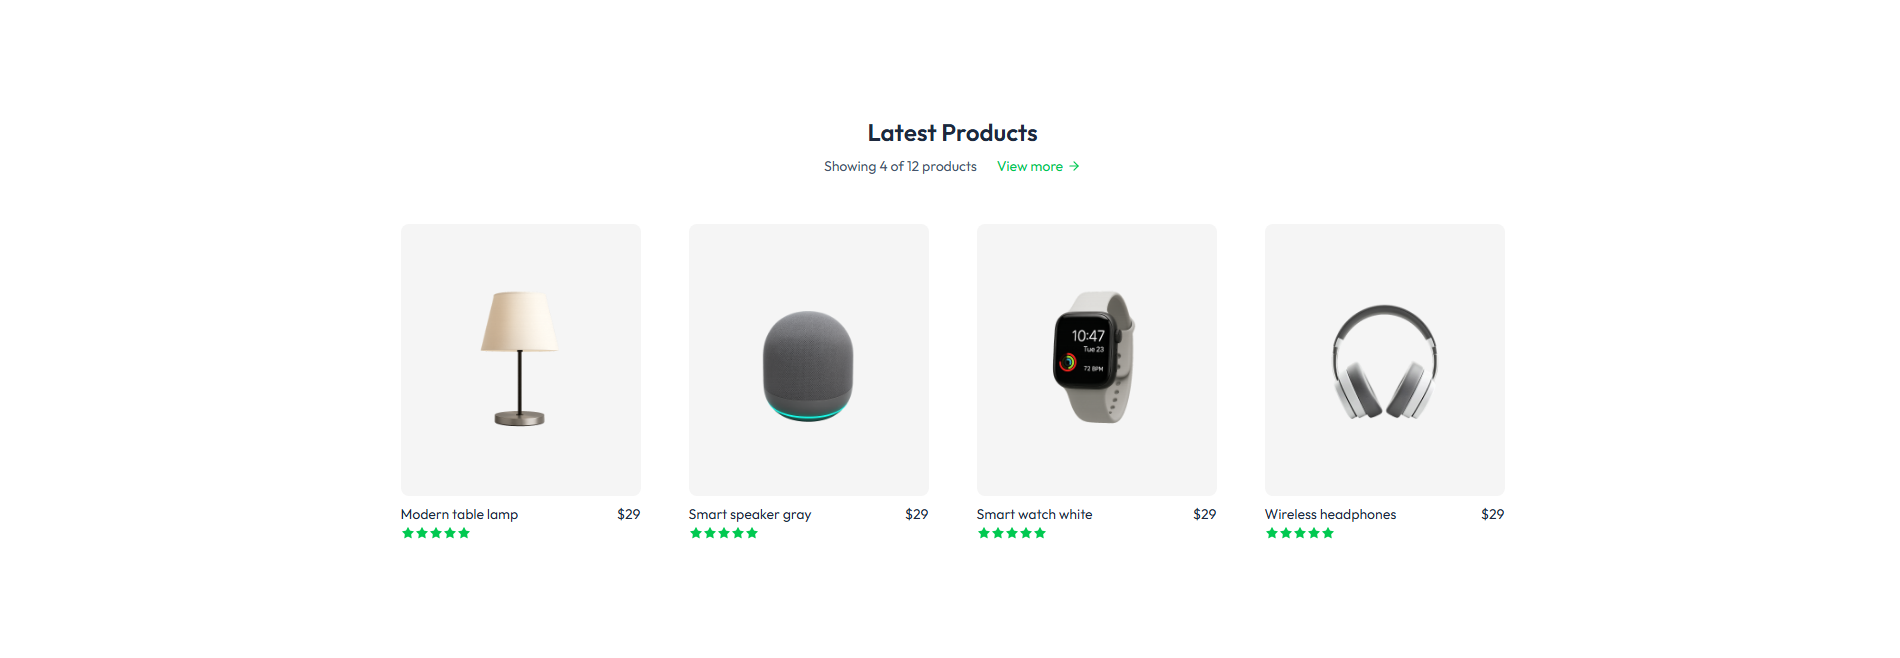 Latest Products
Showing 4 of 12 products View more →
10:47
Tue 23
72 BPM
Modern table lamp $29
Smart speaker gray $29
Smart watch white $29
Wireless headphones $29